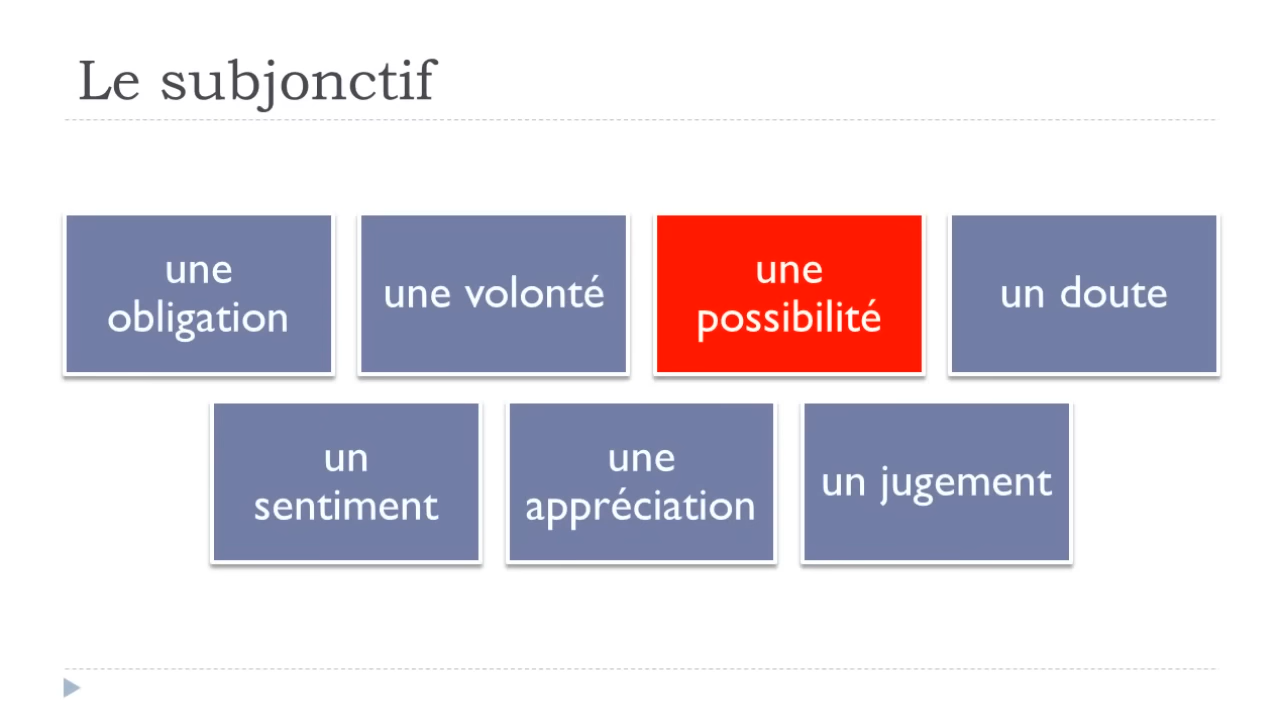 Le subjonctif
une
obligation
une volonté
une
possibilité
un doute
un
sentiment
une
appréciation
un jugement